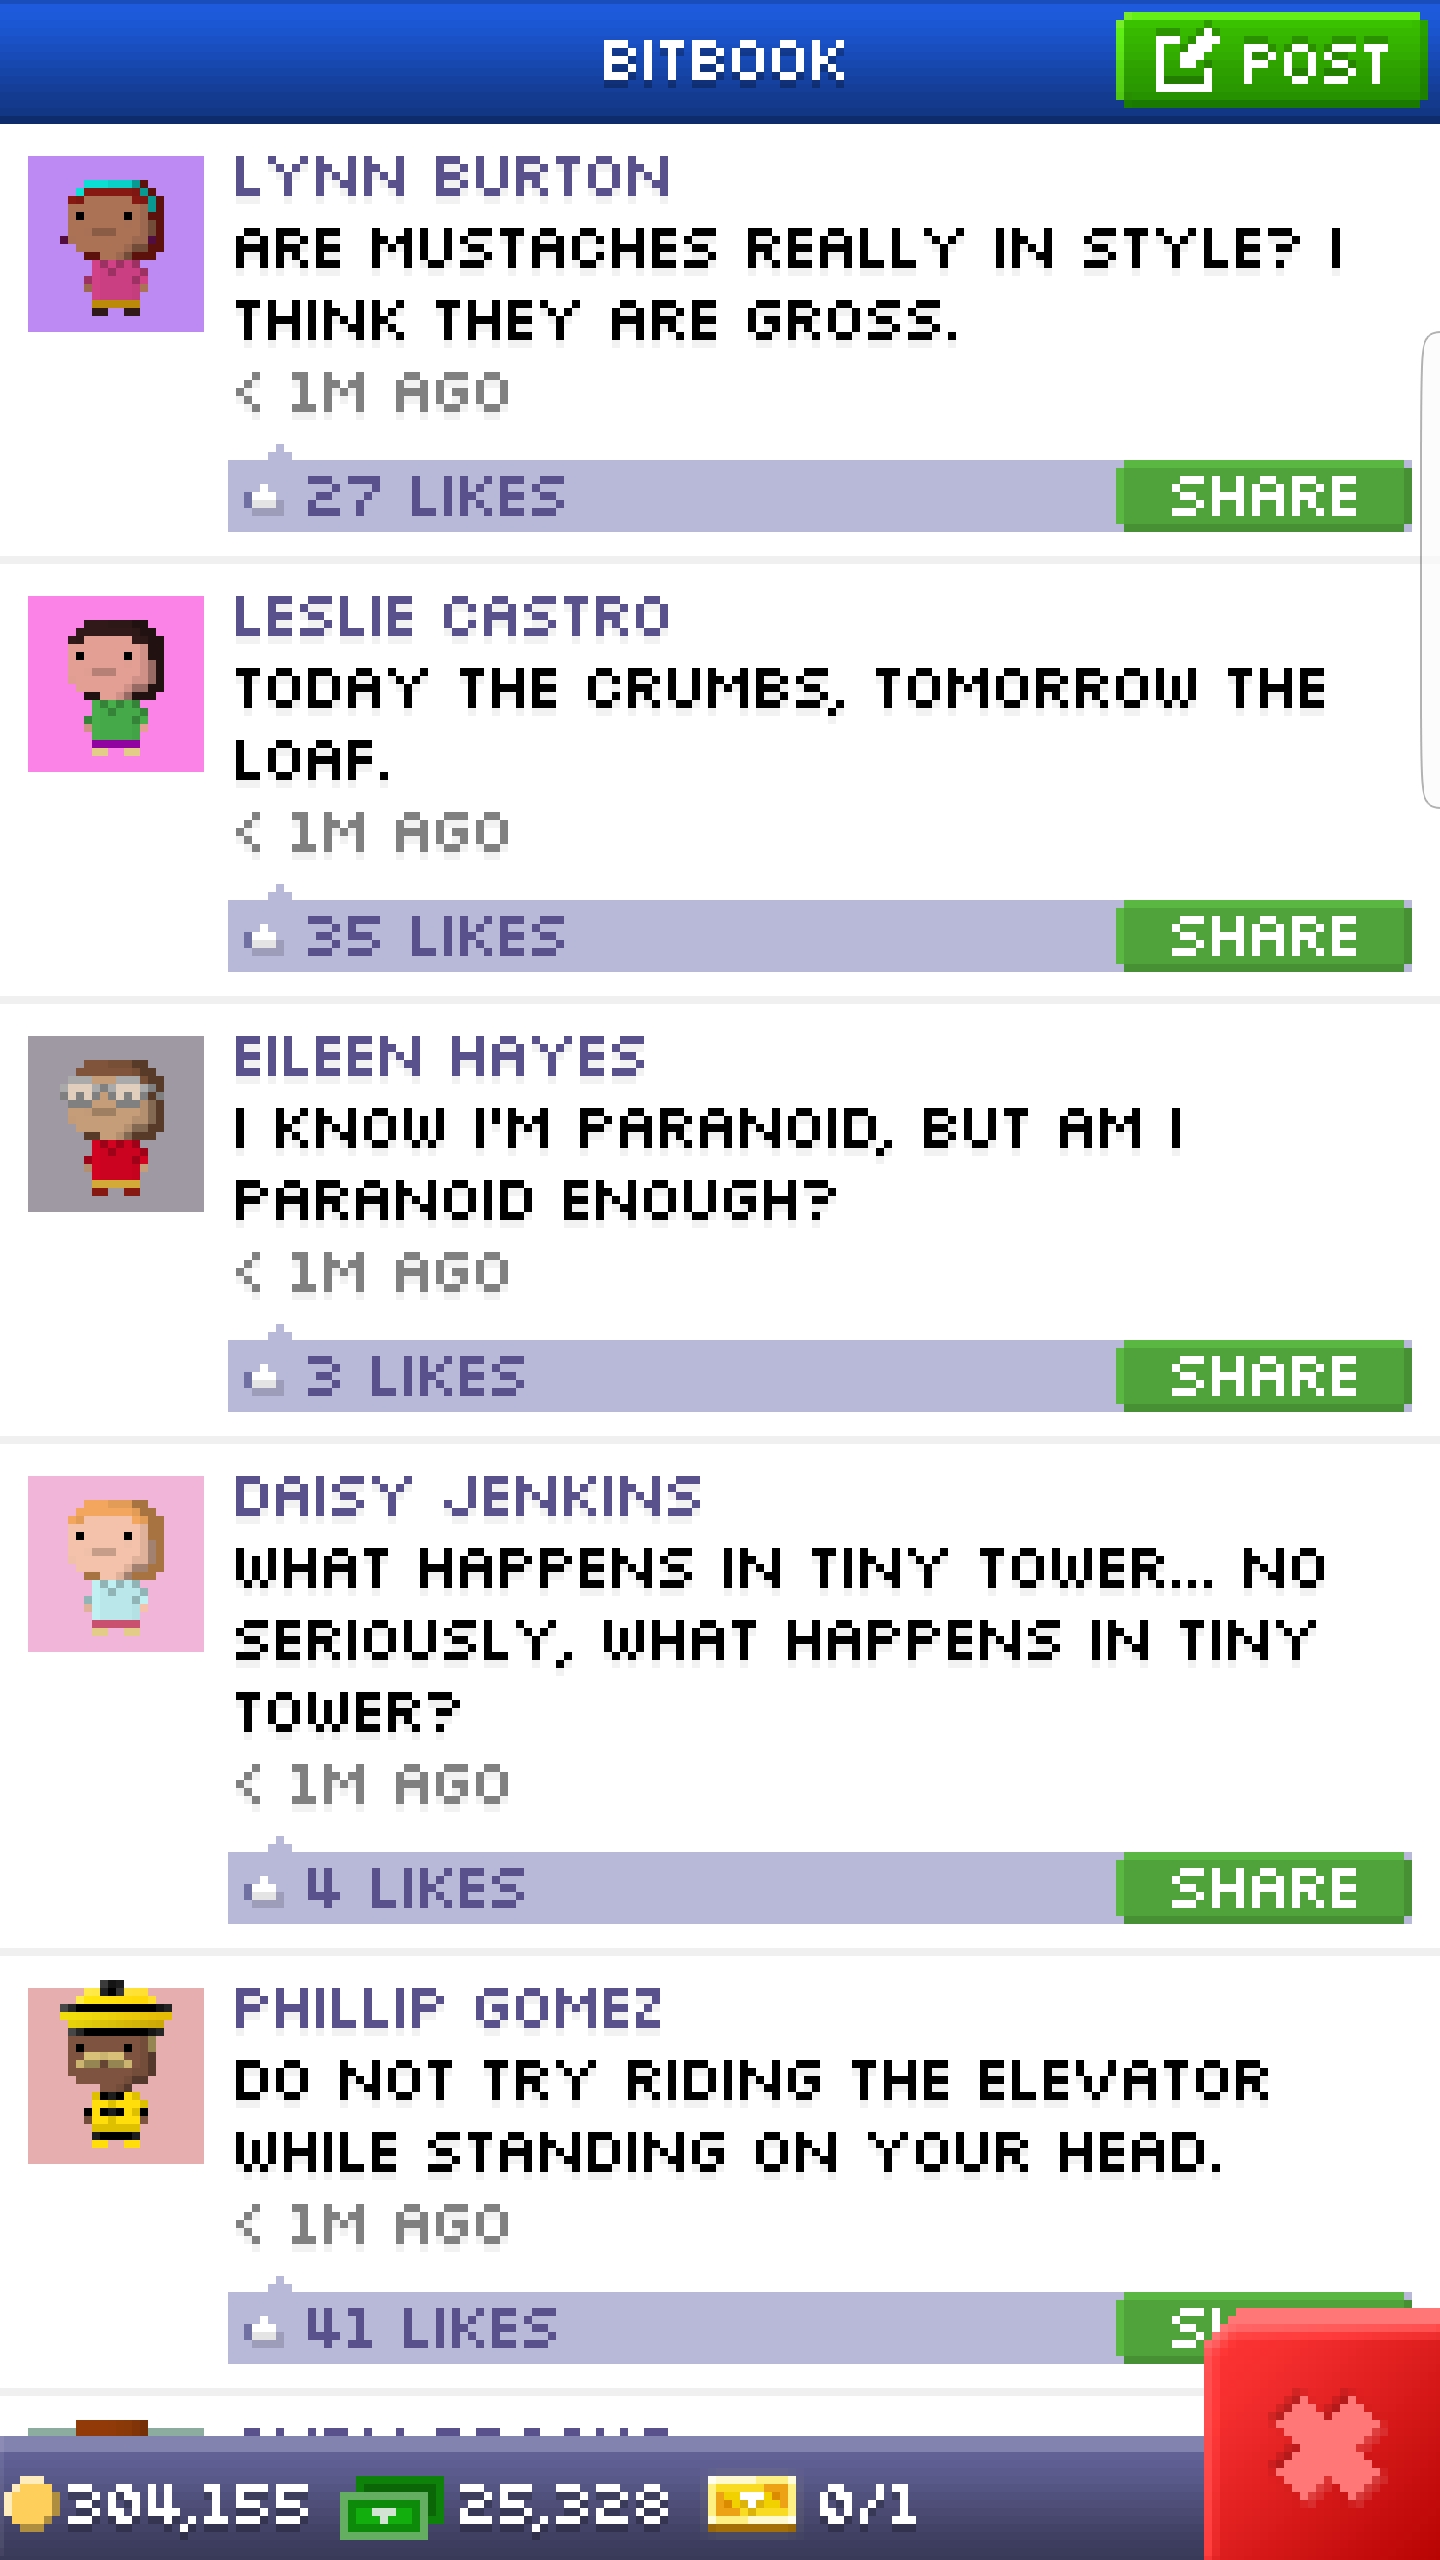 BITBOOK
POST
LYNN BURTON
ARE MUSTACHES REALLY IN STYLE? I
THINK THEY ARE GROSS.
< 1M AGO
27 LIKES
SHARE
LESLIE CASTRO
TODAY THE CRUMBS, TOMORROW THE
LOAF.
< 1M AGO
35 LIKES
SHARE
EILEEN HAYES
I KNOW I'M PARANOID, BUT AM I
PARANOID ENOUGH?
< 1M AGO
3 LIKES
SHARE
DAISY JENKINS
WHAT HAPPENS IN TINY TOWER... NO
SERIOUSLY, WHAT HAPPENS IN TINY
TOWER?
< 1M AGO
4 LIKES
SHARE
PHILLIP GOMEZ
DO NOT TRY RIDING THE ELEVATOR
WHILE STANDING ON YOUR HEAD.
< 1M AGO
41 LIKES
304,155 25,328 0/1